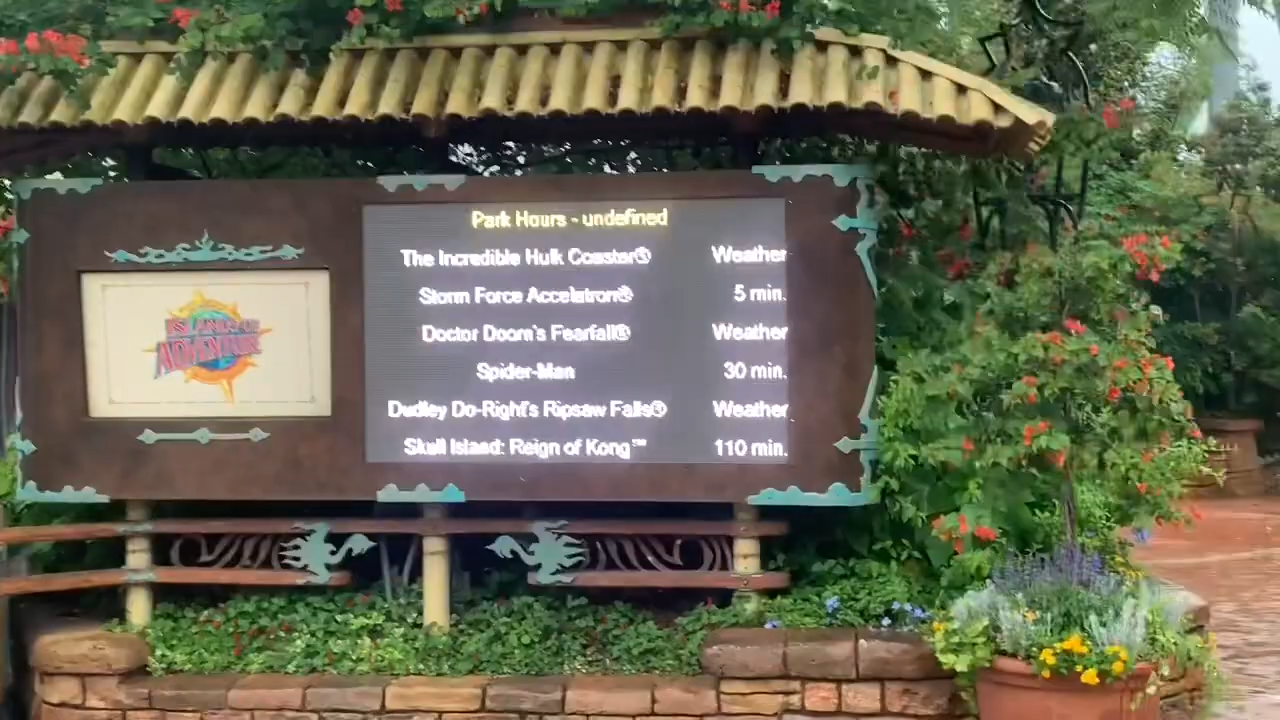 ISLANDS OF
ADVENTURE
Park Hours - undefined
The Incredible Hulk Coaster® Weather
Storm Force Accelatron® 5 min.
Doctor Doom's Fearfall® Weather
Spider-Man 30 min.
Dudley Do-Right's Ripsaw Falls® Weather
Skull Island: Reign of Kong™ 110 min.